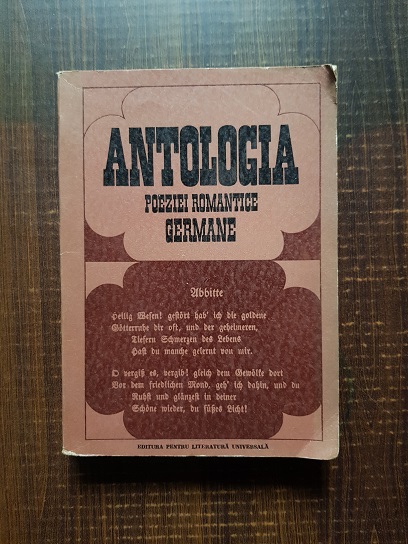 ANTOLOGIA
POEZIEI ROMANTICE
GERMANE
Abbitte
Heilig Wesen! gestört hab' ich die goldene
Götterruhe dir oft, und der geheimeren,
Tiefern Schmerzen des Lebens
Hast du manche gelernt von mir.
O vergiß es, vergib! gleich dem Gewölke dort
Vor dem friedlichen Mond, geh' ich dahin, und du
Ruhst und glänzest in deiner
Schöne wieder, du süßes Licht!
EDITURA PENTRU LITERATURĂ UNIVERSALĂ